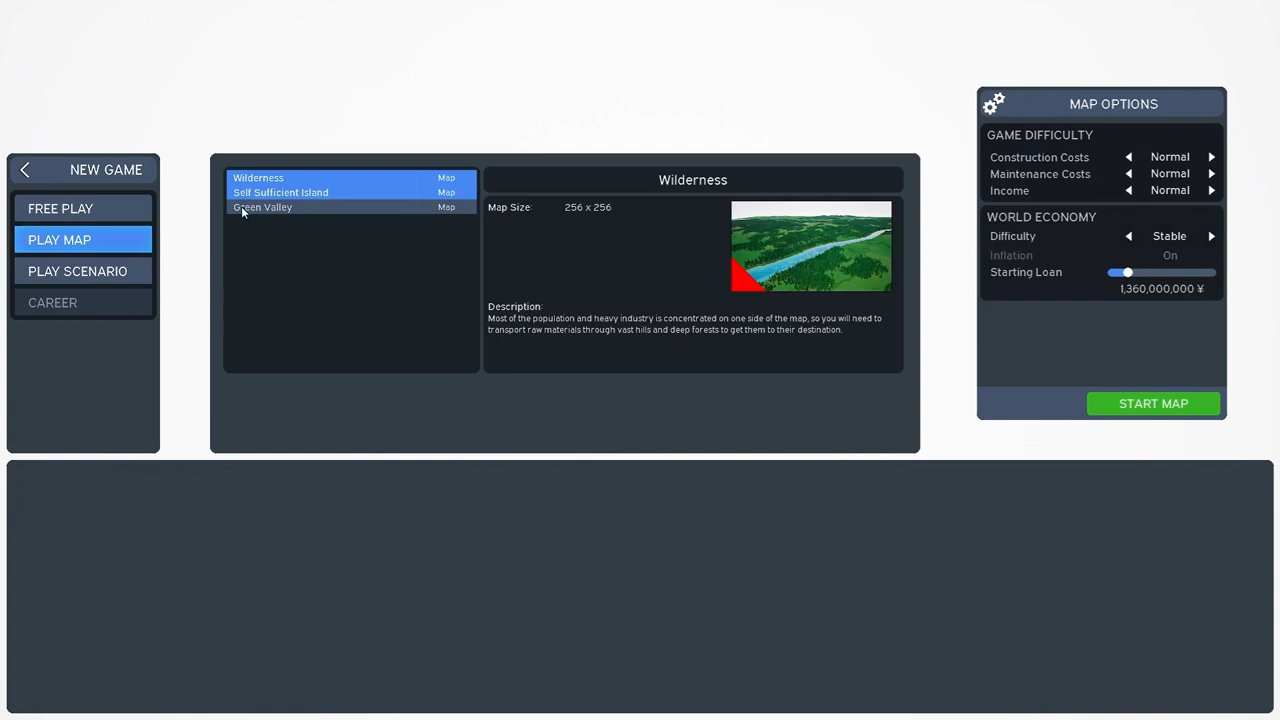 NEW GAME
FREE PLAY
PLAY MAP
PLAY SCENARIO
CAREER
Wilderness Map
Self Sufficient Island Map
Green Valley Map
Wilderness
Map Size: 256 x 256
Description:
Most of the population and heavy industry is concentrated on one side of the map, so you will need to
transport raw materials through vast hills and deep forests to get them to their destination.
MAP OPTIONS
GAME DIFFICULTY
Construction Costs Normal
Maintenance Costs Normal
Income Normal
WORLD ECONOMY
Difficulty Stable
Inflation On
Starting Loan
1,360,000,000 ¥
START MAP